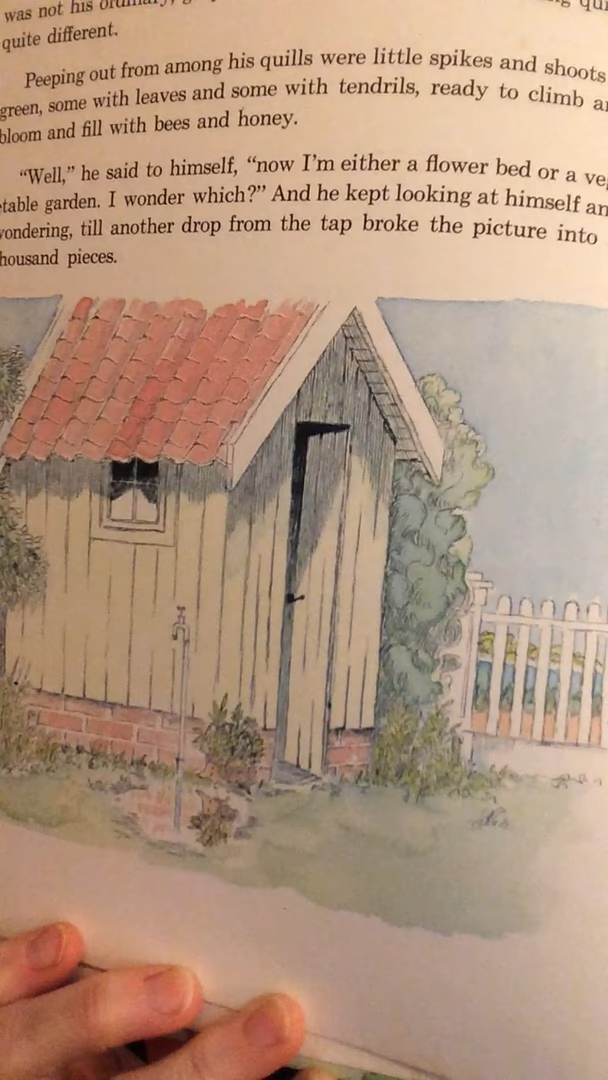 was not his
quite different.
Peeping out from among his quills were little spikes and shoots
green, some with leaves and some with tendrils, ready to climb a
bloom and fill with bees and honey.
"Well," he said to himself, "now I'm either a flower bed or a ve
table garden. I wonder which?" And he kept looking at himself an
ondering, till another drop from the tap broke the picture into
housand pieces.